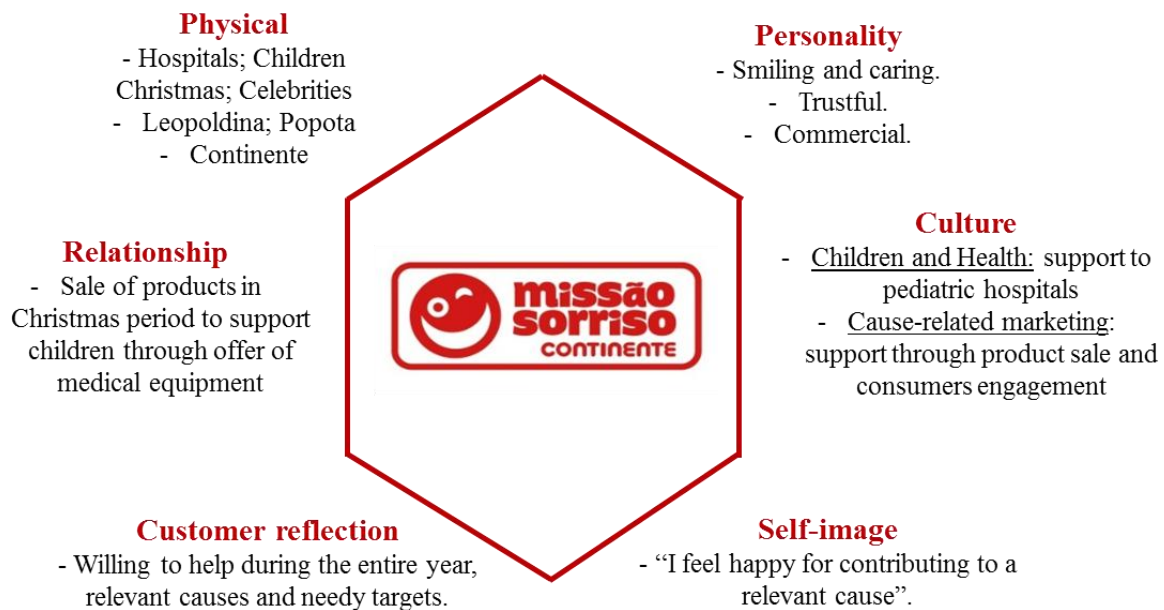 Physical
- Hospitals; Children
Christmas; Celebrities
- Leopoldina; Popota
- Continente
Personality
- Smiling and caring.
- Trustful.
- Commercial.
Relationship
- Sale of products in
Christmas period to support
children through offer of
medical equipment
missão
sorriso
CONTINENTE
Culture
- Children and Health: support to
pediatric hospitals
- Cause-related marketing:
support through product sale and
consumers engagement
Customer reflection
- Willing to help during the entire year,
relevant causes and needy targets.
Self-image
- “I feel happy for contributing to a
relevant cause”.